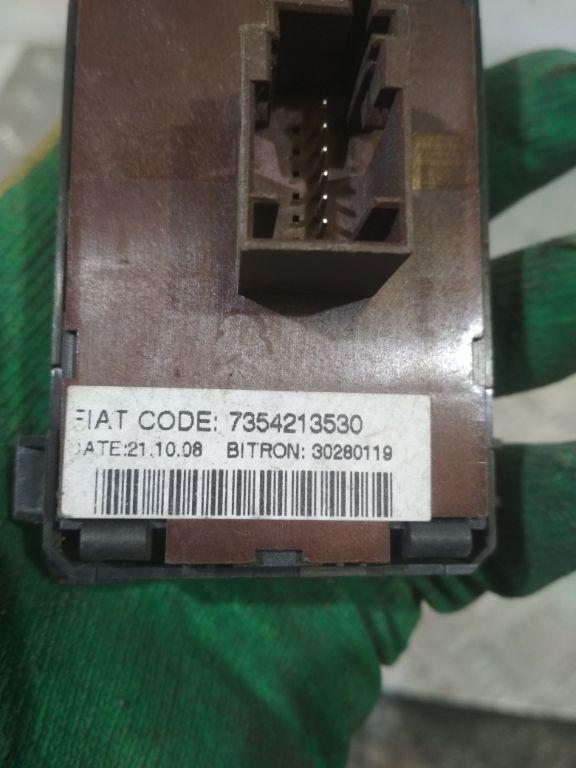 FIAT CODE: 7354213530
DATE:21.10.08 BITRON: 30280119